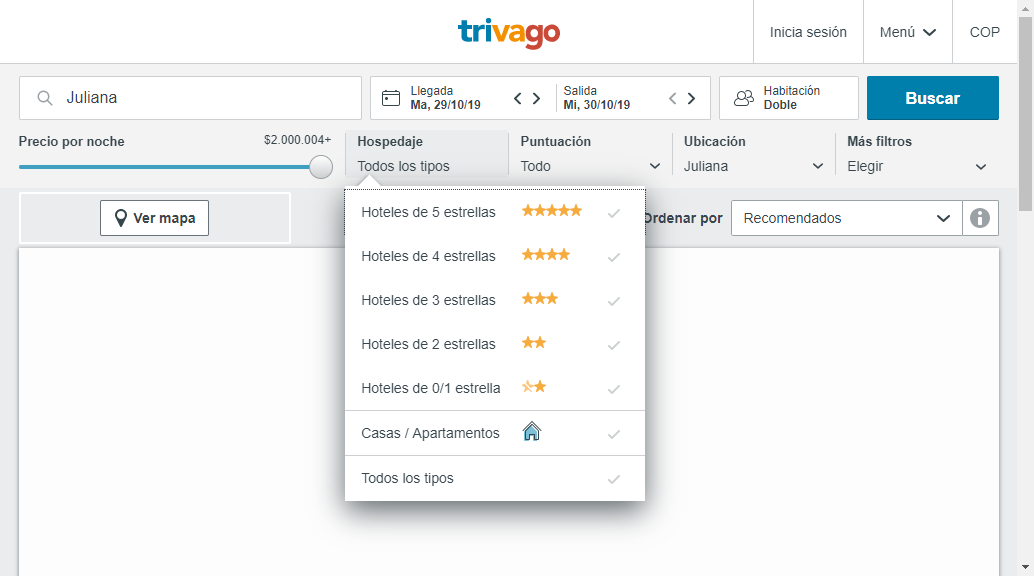 trivago
Inicia sesión
Menú
COP
Juliana
Llegada
Ma, 29/10/19
Salida
Mi, 30/10/19
Habitación
Doble
Buscar
Precio por noche
$2.000.004+
Hospedaje
Todos los tipos
Puntuación
Todo
Ubicación
Juliana
Más filtros
Elegir
Ver mapa
Ordenar por
Recomendados
Hoteles de 5 estrellas
Hoteles de 4 estrellas
Hoteles de 3 estrellas
Hoteles de 2 estrellas
Hoteles de 0/1 estrella
Casas / Apartamentos
Todos los tipos